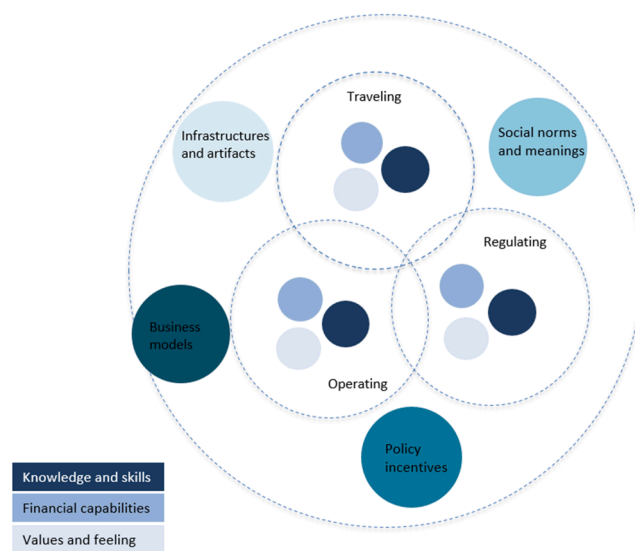 Traveling
Infrastructures
and artifacts
Social norms
and meanings
Regulating
Business
models
Operating
Policy
incentives
Knowledge and skills
Financial capabilities
Values and feeling